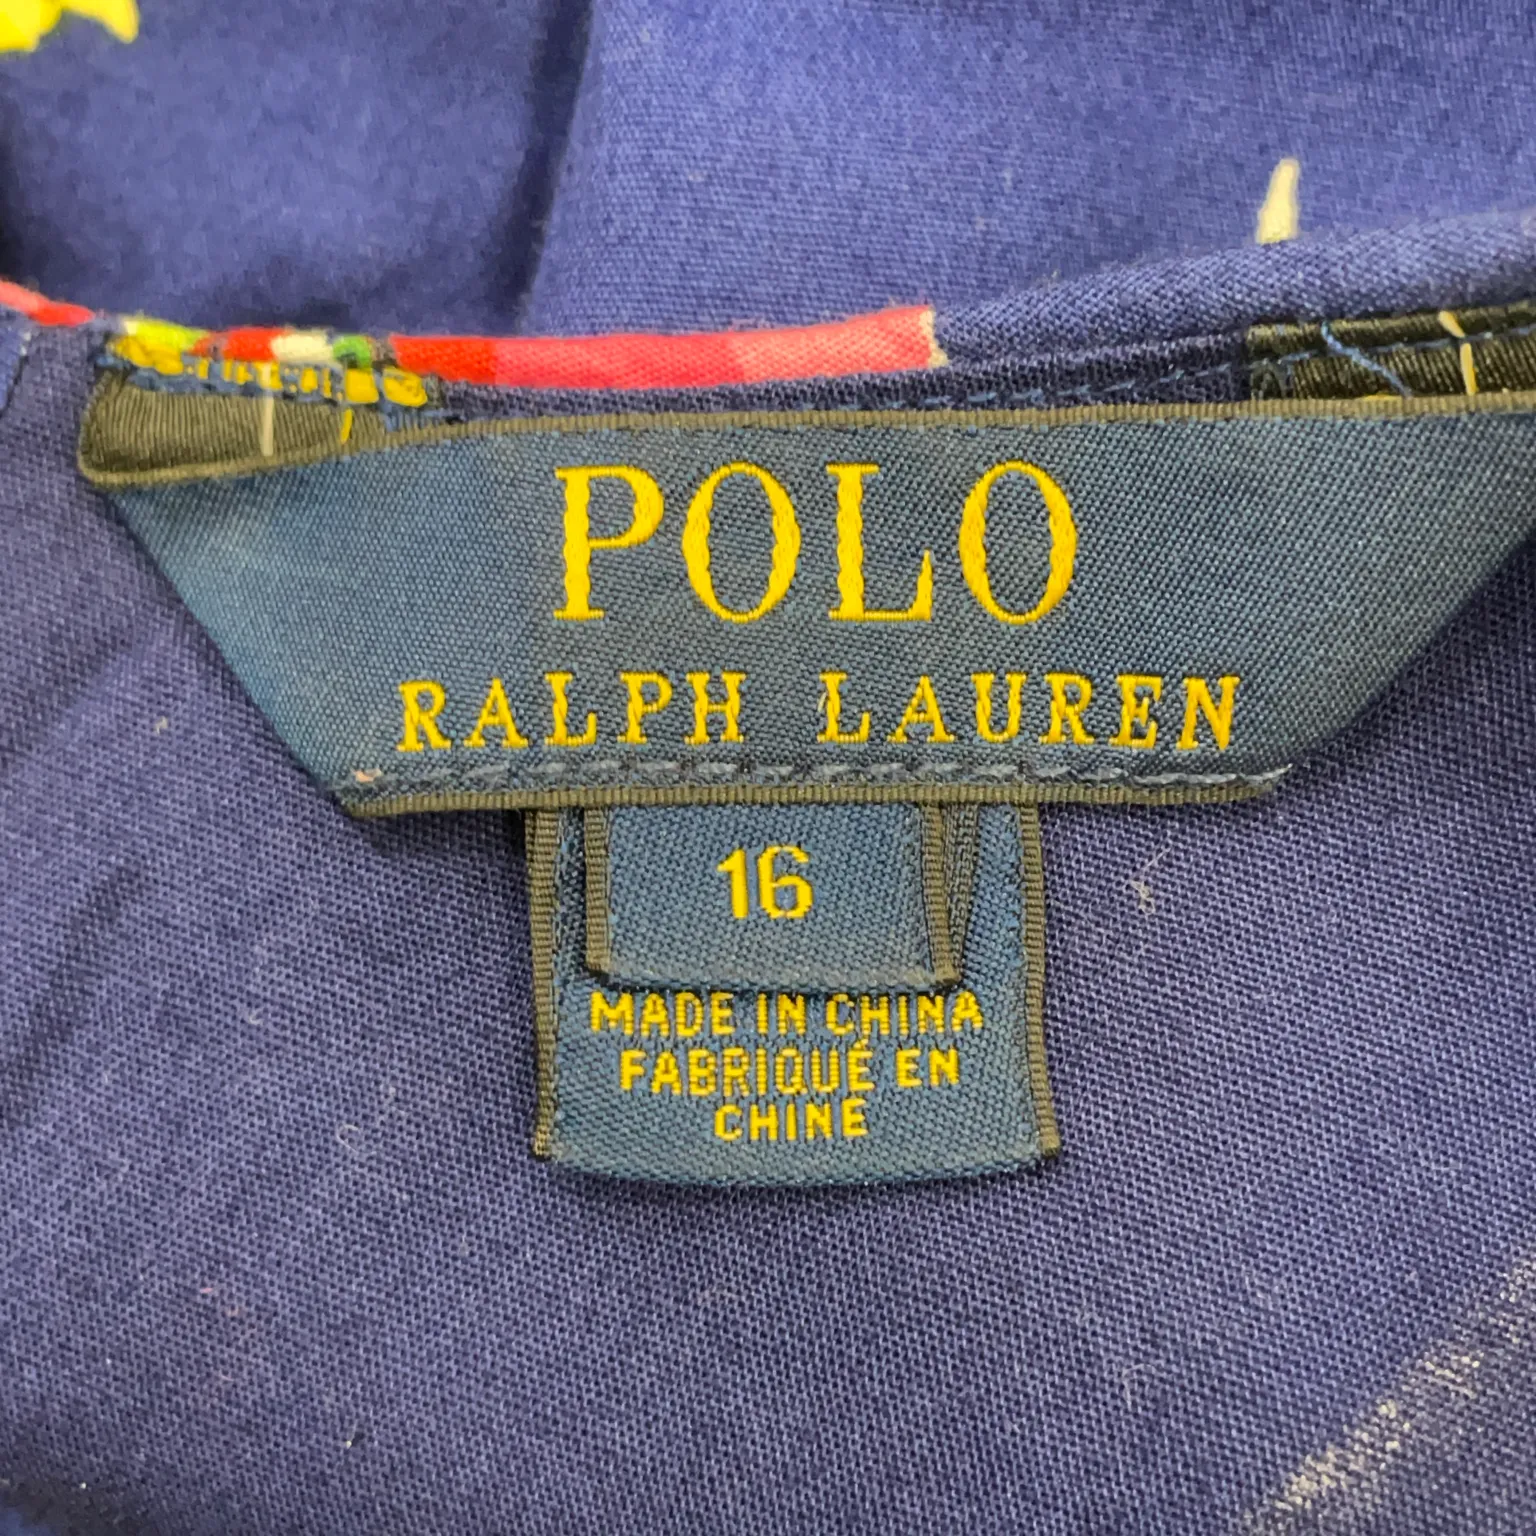 POLO
RALPH LAUREN
16
MADE IN CHINA
FABRIQUÉ EN
CHINE